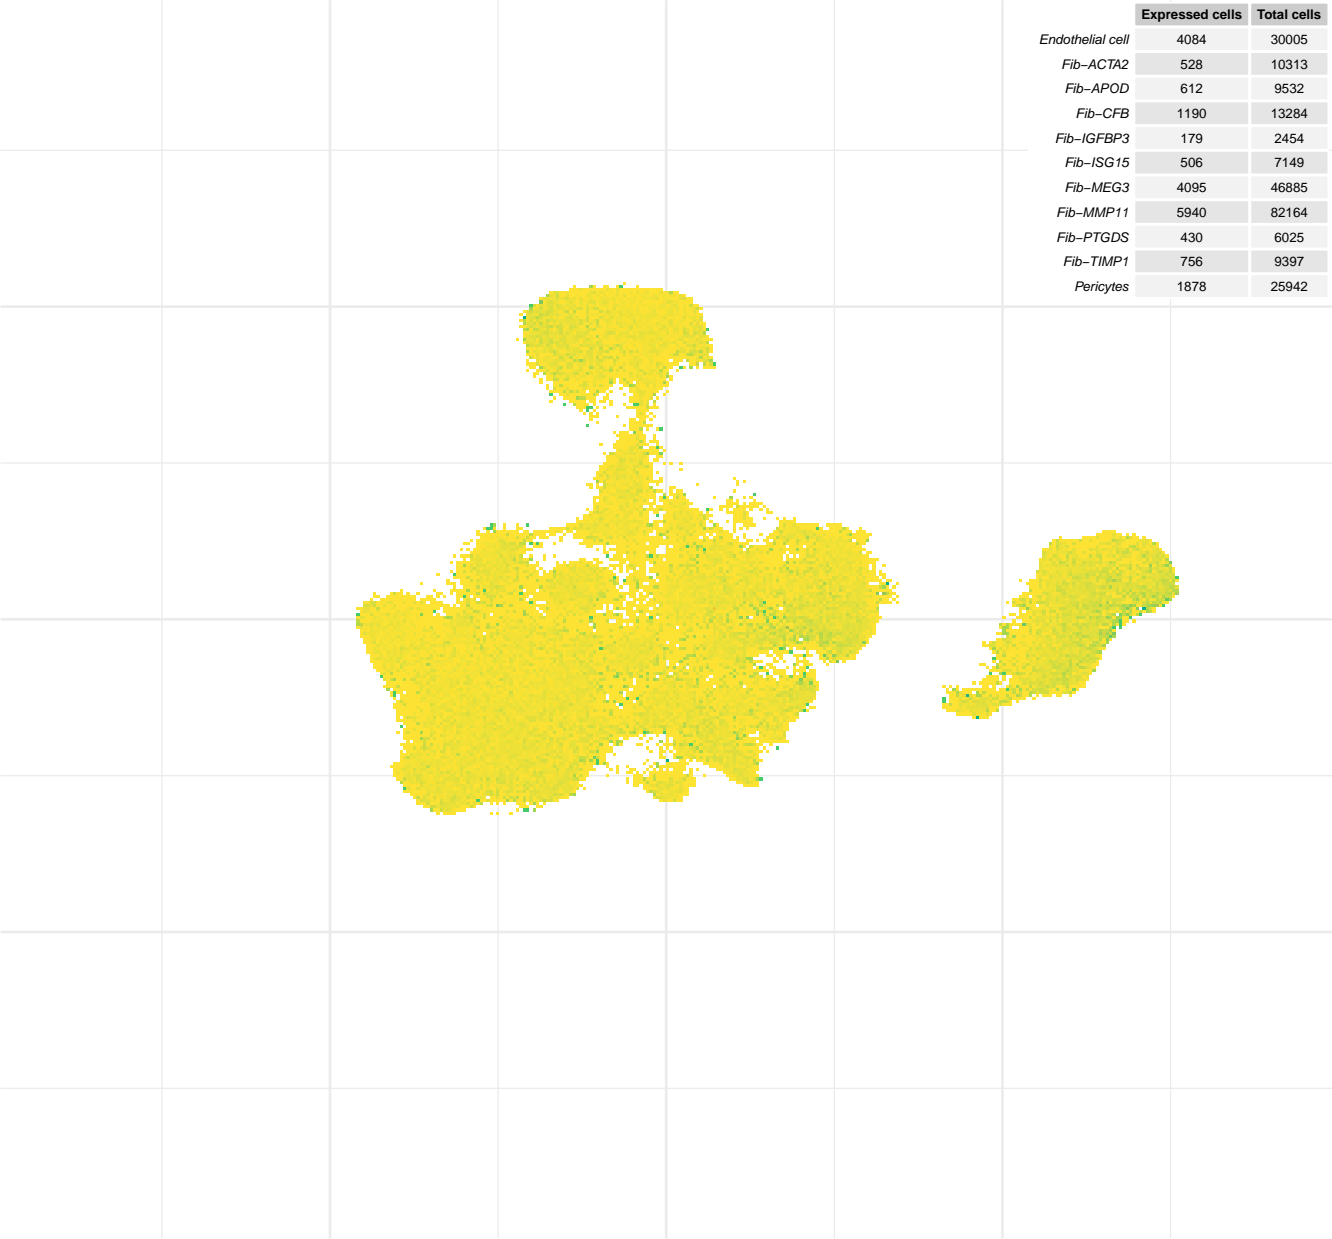 Expressed cells Total cells
Endothelial cell 4084 30005
Fib−ACTA2 528 10313
Fib−APOD 612 9532
Fib−CFB 1190 13284
Fib−IGFBP3 179 2454
Fib−ISG15 506 7149
Fib−MEG3 4095 46885
Fib−MMP11 5940 82164
Fib−PTGDS 430 6025
Fib−TIMP1 756 9397
Pericytes 1878 25942